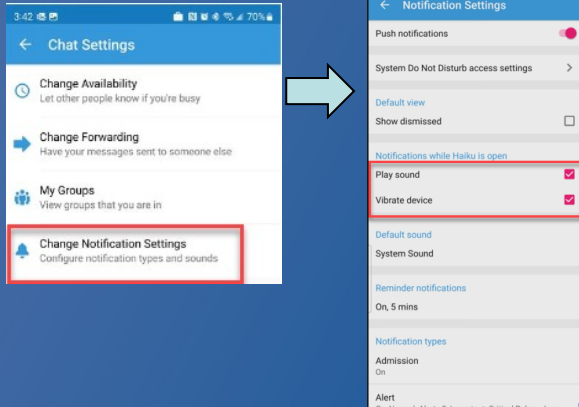 3:42
70%
Chat Settings
Change Availability
Let other people know if you're busy
Change Forwarding
Have your messages sent to someone else
My Groups
View groups that you are in
Change Notification Settings
Configure notification types and sounds
Notification Settings
Push notifications
System Do Not Disturb access settings
Default view
Show dismissed
Notifications while Haiku is open
Play sound
Vibrate device
Default sound
System Sound
Reminder notifications
On, 5 mins
Notification types
Admission
On
Alert